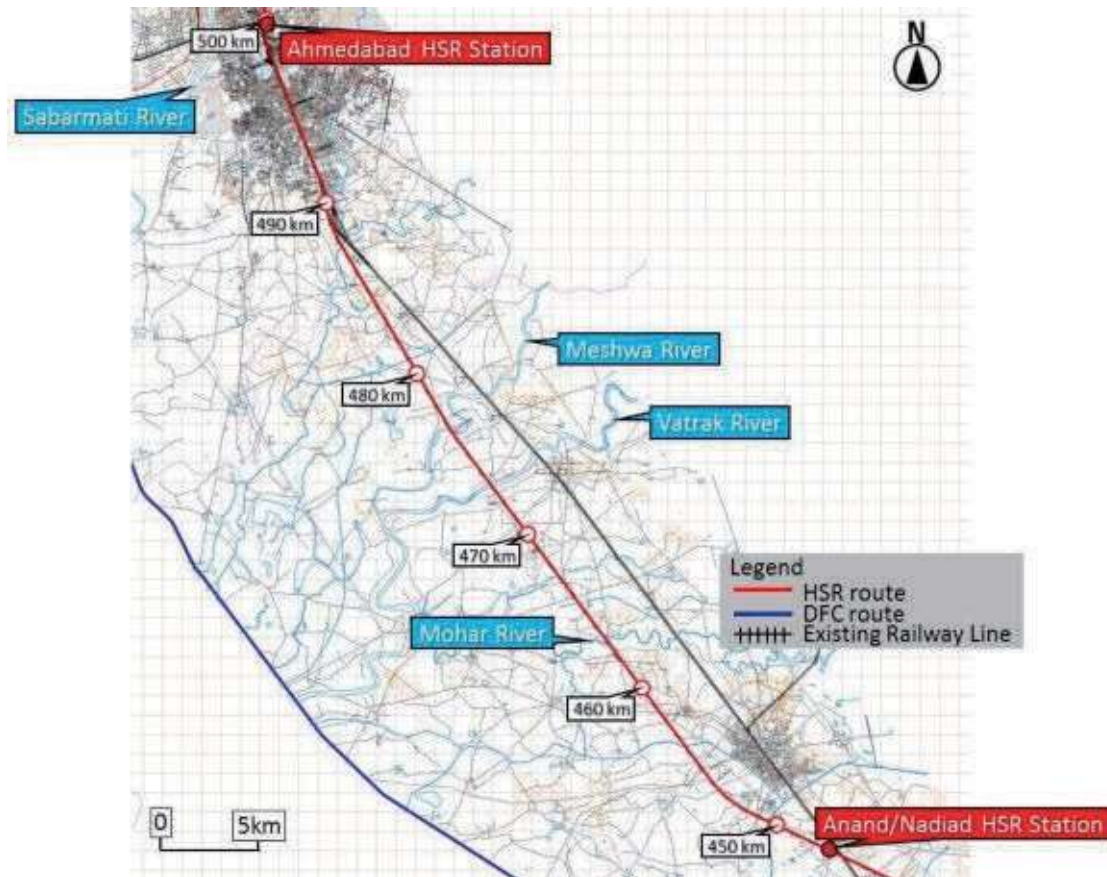 500 km
Ahmedabad HSR Station
N
Sabarmati River
490 km
Meshwa River
480 km
Vatrak River
470 km
Legend
HSR route
DFC route
Existing Railway Line
Mohar River
460 km
0
5km
Anand/Nadiad HSR Station
450 km